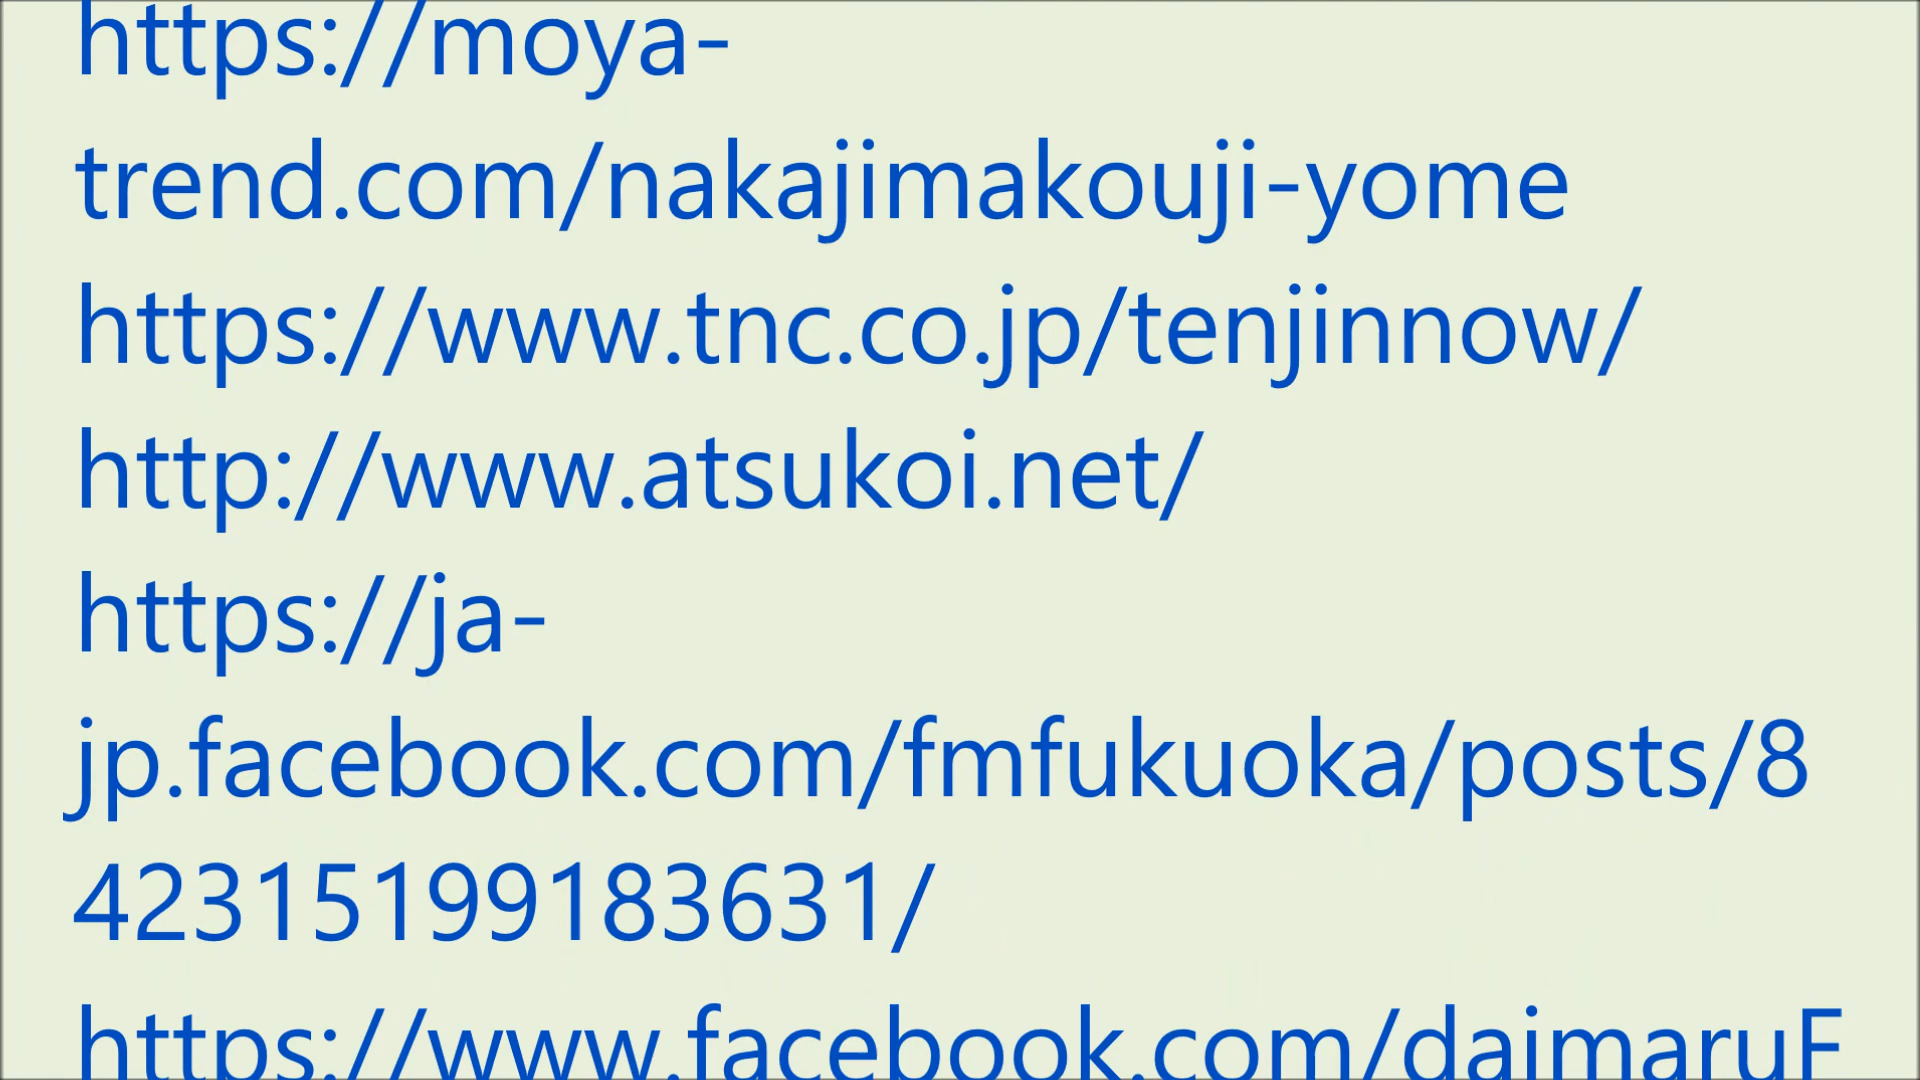 https://moya-
trend.com/nakajimakouji-yome
https://www.tnc.co.jp/tenjinnow/
http://www.atsukoi.net/
https://ja-
jp.facebook.com/fmfukuoka/posts/8
42315199183631/
https://www.facebook.com/daimaruF